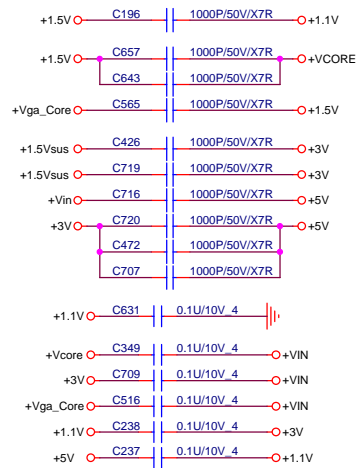 +1.5V C196 1000P/50V/X7R +1.1V
+1.5V C657 1000P/50V/X7R +VCORE
C643 1000P/50V/X7R
+Vga_Core C565 1000P/50V/X7R +1.5V
+1.5Vsus C426 1000P/50V/X7R +3V
+1.5Vsus C719 1000P/50V/X7R +3V
+Vin C716 1000P/50V/X7R +5V
+3V C720 1000P/50V/X7R +5V
C472 1000P/50V/X7R
C707 1000P/50V/X7R
+1.1V C631 0.1U/10V_4
+Vcore C349 0.1U/10V_4 +VIN
+3V C709 0.1U/10V_4 +VIN
+Vga_Core C516 0.1U/10V_4 +VIN
+1.1V C238 0.1U/10V_4 +3V
+5V C237 0.1U/10V_4 +1.1V